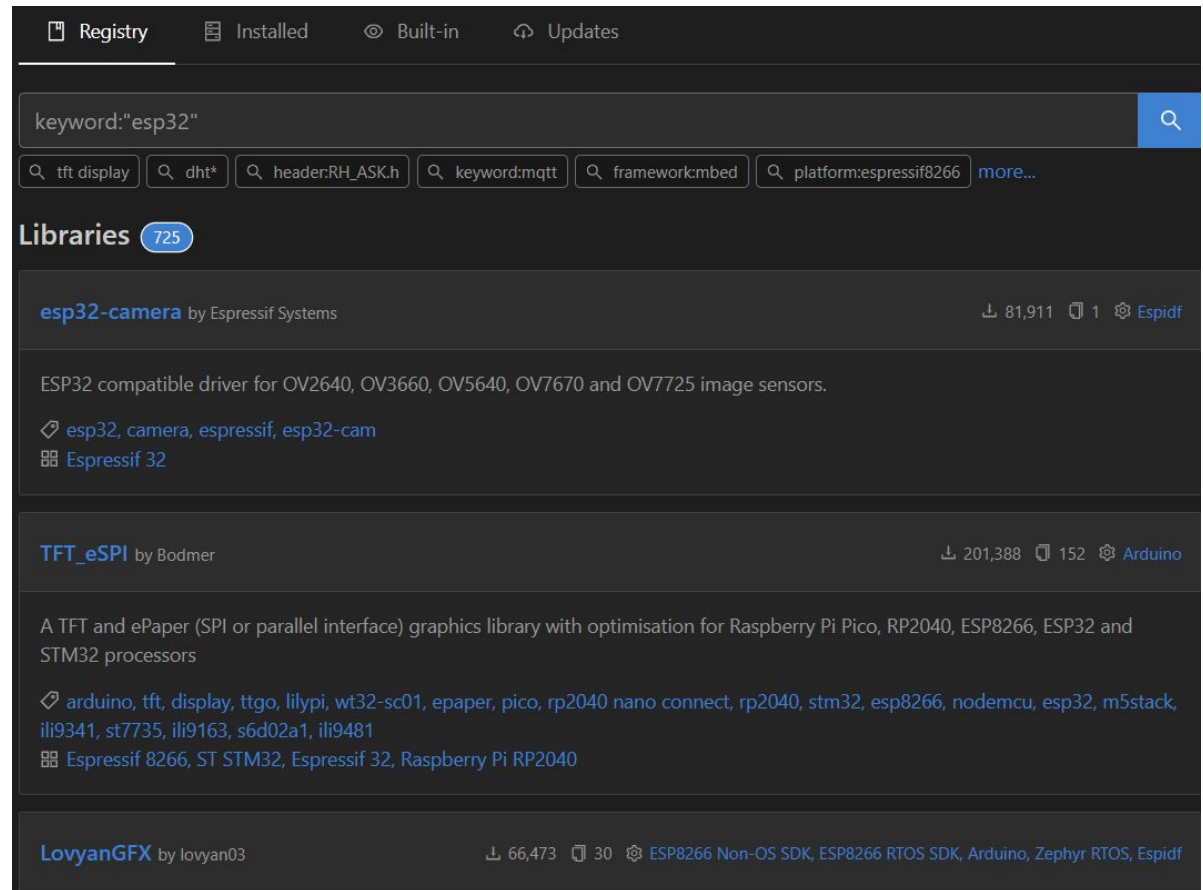 Registry Installed Built-in Updates
keyword:"esp32"
tft display dht* header:RH_ASK.h keyword:mqtt framework:mbed platform:espressif8266 more...
Libraries 725
esp32-camera by Espressif Systems 81,911 1 Espidf
ESP32 compatible driver for OV2640, OV3660, OV5640, OV7670 and OV7725 image sensors.
esp32, camera, espressif, esp32-cam
Espressif 32
TFT_eSPI by Bodmer 201,388 152 Arduino
A TFT and ePaper (SPI or parallel interface) graphics library with optimisation for Raspberry Pi Pico, RP2040, ESP8266, ESP32 and
STM32 processors
arduino, tft, display, ttgo, lilypi, wt32-sc01, epaper, pico, rp2040 nano connect, rp2040, stm32, esp8266, nodemcu, esp32, m5stack,
ili9341, st7735, ili9163, s6d02a1, ili9481
Espressif 8266, ST STM32, Espressif 32, Raspberry Pi RP2040
LovyanGFX by lovyan03 66,473 30 ESP8266 Non-OS SDK, ESP8266 RTOS SDK, Arduino, Zephyr RTOS, Espidf